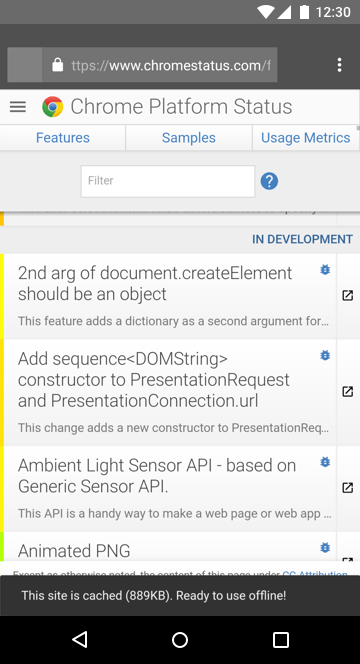 12:30
ttps://www.chromestatus.com/f
Chrome Platform Status
Features
Samples
Usage Metrics
Filter
?
IN DEVELOPMENT
2nd arg of document.createElement
should be an object
This feature adds a dictionary as a second argument for...
Add sequence<DOMString>
constructor to PresentationRequest
and PresentationConnection.url
This change adds a new constructor to PresentationReq...
Ambient Light Sensor API - based on
Generic Sensor API.
This API is a handy way to make a web page or web app ...
Animated PNG
Except as otherwise noted, the content of this page under CC Attribution
This site is cached (889KB). Ready to use offline!